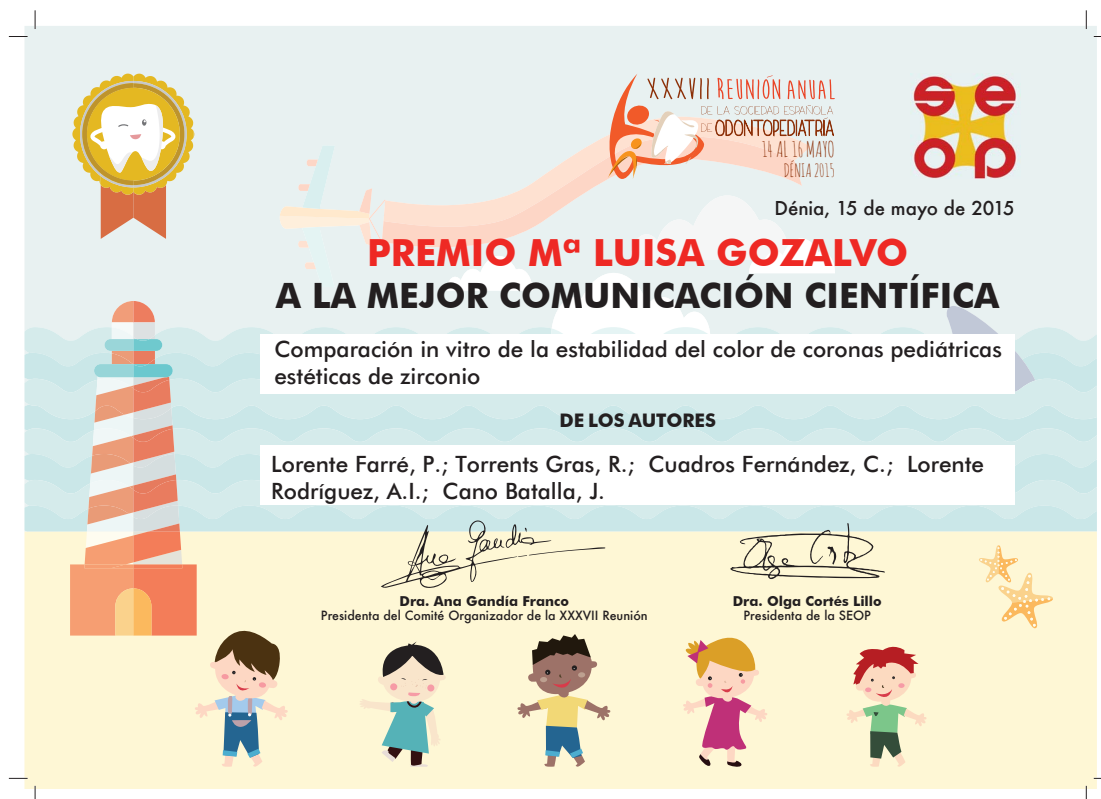 XXXVII REUNIÓN ANUAL
DE LA SOCIEDAD ESPAÑOLA
DE ODONTOPEDIATRÍA
14 AL 16 MAYO
DÉNIA 2015
se
op
Dénia, 15 de mayo de 2015
PREMIO Mª LUISA GOZALVO
A LA MEJOR COMUNICACIÓN CIENTÍFICA
Comparación in vitro de la estabilidad del color de coronas pediátricas
estéticas de zirconio
DE LOS AUTORES
Lorente Farré, P.; Torrents Gras, R.; Cuadros Fernández, C.; Lorente
Rodríguez, A.I.; Cano Batalla, J.
Ana Gandía
Olga Cortés
Dra. Ana Gandía Franco
Presidenta del Comité Organizador de la XXXVII Reunión
Dra. Olga Cortés Lillo
Presidenta de la SEOP